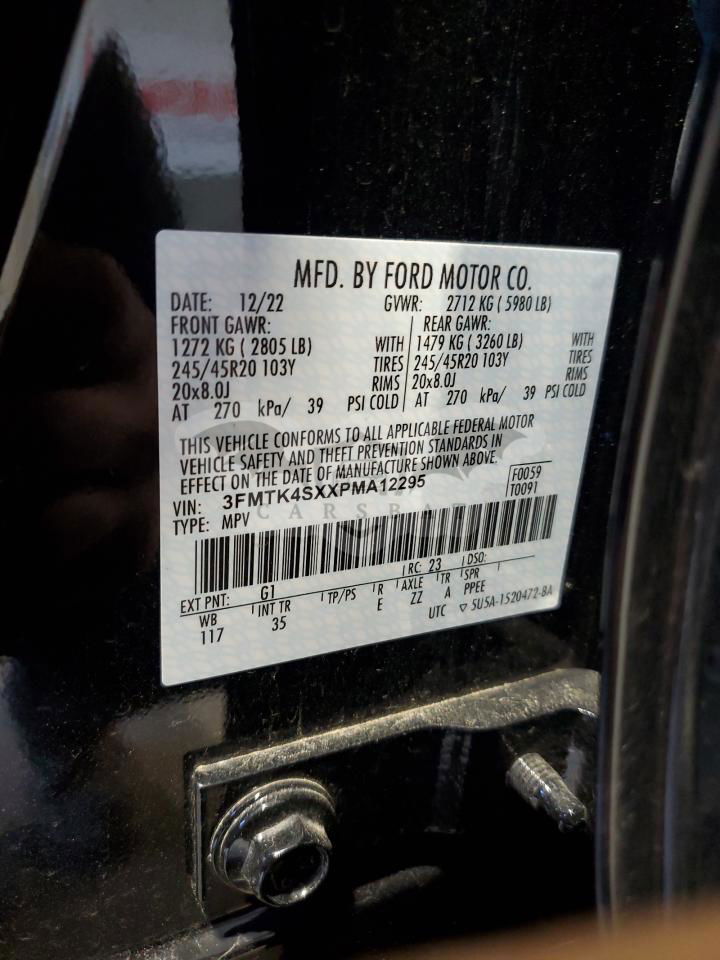 MFD. BY FORD MOTOR CO.
DATE: 12/22 GVWR: 2712 KG ( 5980 LB)
FRONT GAWR: REAR GAWR:
1272 KG ( 2805 LB) WITH 1479 KG ( 3260 LB) WITH
245/45R20 103Y TIRES 245/45R20 103Y TIRES
20x8.0J RIMS 20x8.0J RIMS
AT 270 kPa/ 39 PSI COLD AT 270 kPa/ 39 PSI COLD
THIS VEHICLE CONFORMS TO ALL APPLICABLE FEDERAL MOTOR
VEHICLE SAFETY AND THEFT PREVENTION STANDARDS IN
EFFECT ON THE DATE OF MANUFACTURE SHOWN ABOVE.
VIN: 3FMTK4SXXPMA12295 F0059
TYPE: MPV T0091
CARSBAT
EXT PNT: G1 RC: 23 DSO:
WB INT TR TP/PS R AXLE TR SPR
117 35 E ZZ A PPEE
UTC ▽ 5U5A-1520472-BA